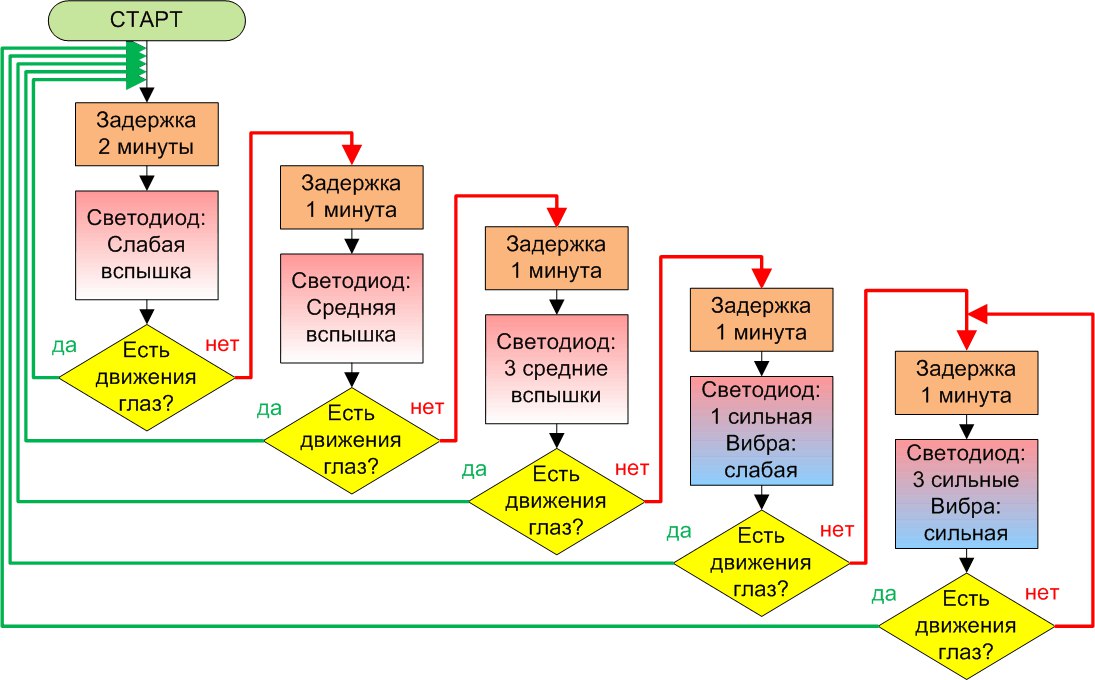 СТАРТ
Задержка
2 минуты
Светодиод:
Слабая
вспышка
да
нет
Есть
движения
глаз?
Задержка
1 минута
Светодиод:
Средняя
вспышка
да
нет
Есть
движения
глаз?
Задержка
1 минута
Светодиод:
3 средние
вспышки
да
нет
Есть
движения
глаз?
Задержка
1 минута
Светодиод:
1 сильная
Вибра:
слабая
да
нет
Есть
движения
глаз?
Задержка
1 минута
Светодиод:
3 сильные
Вибра:
сильная
да
нет
Есть
движения
глаз?